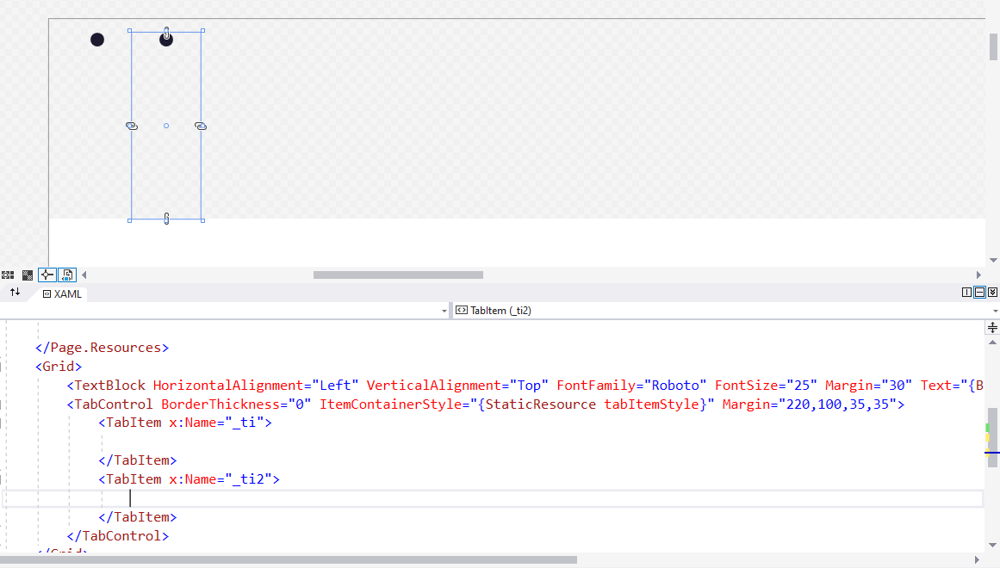 XAML
TabItem (_ti2)
</Page.Resources>
<Grid>
<TextBlock HorizontalAlignment="Left" VerticalAlignment="Top" FontFamily="Roboto" FontSize="25" Margin="30" Text="{B
<TabControl BorderThickness="0" ItemContainerStyle="{StaticResource tabItemStyle}" Margin="220,100,35,35">
<TabItem x:Name="_ti">
</TabItem>
<TabItem x:Name="_ti2">
</TabItem>
</TabControl>
</Grid>